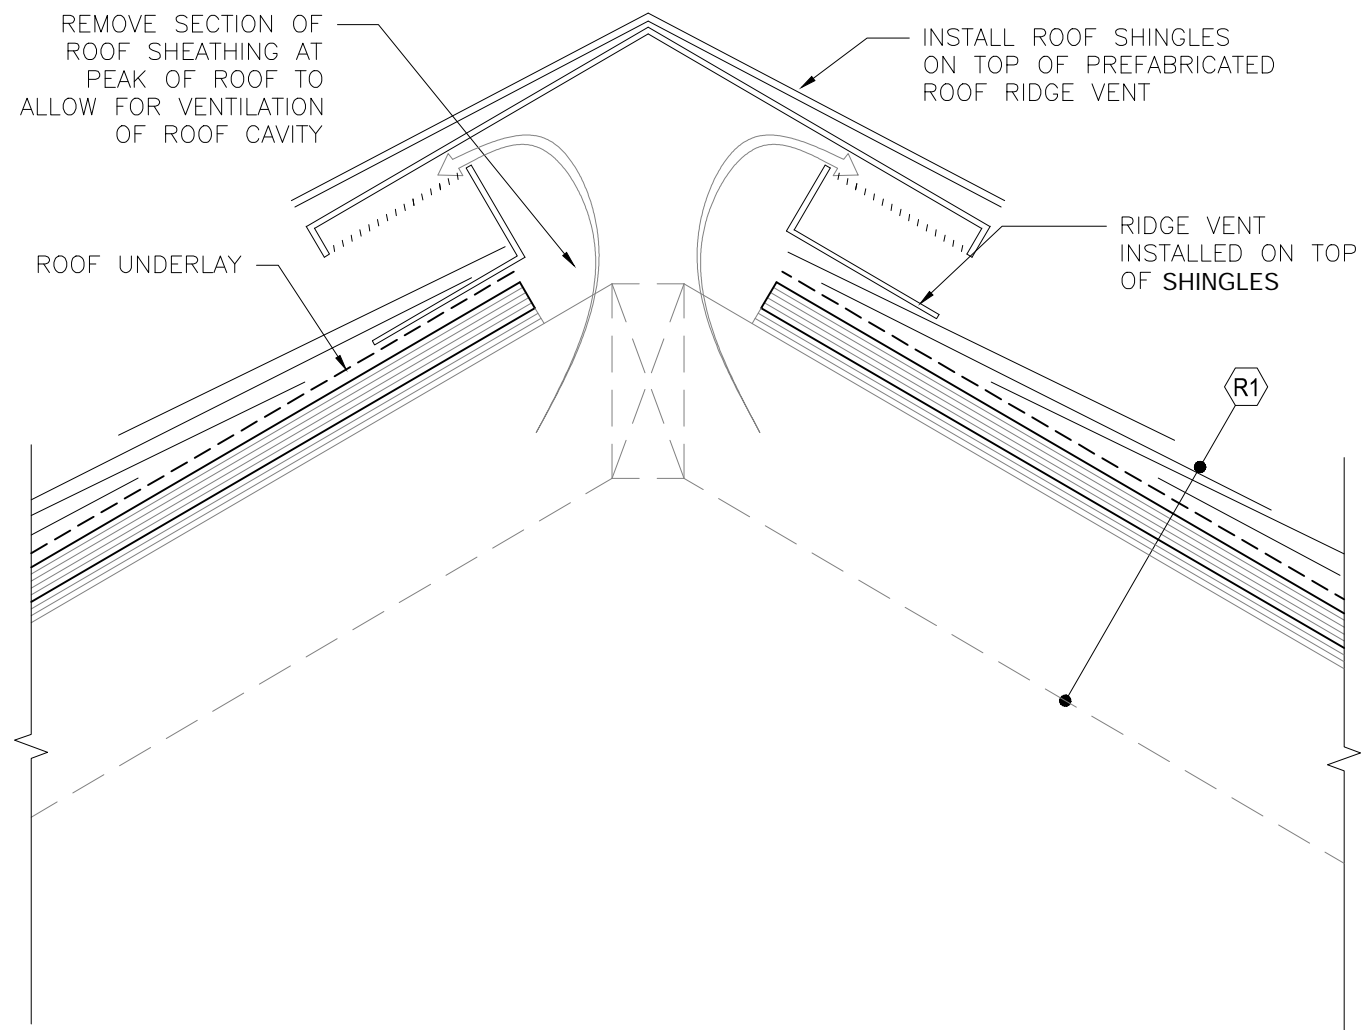 REMOVE SECTION OF
ROOF SHEATHING AT
PEAK OF ROOF TO
ALLOW FOR VENTILATION
OF ROOF CAVITY
INSTALL ROOF SHINGLES
ON TOP OF PREFABRICATED
ROOF RIDGE VENT
ROOF UNDERLAY
RIDGE VENT
INSTALLED ON TOP
OF SHINGLES
R1